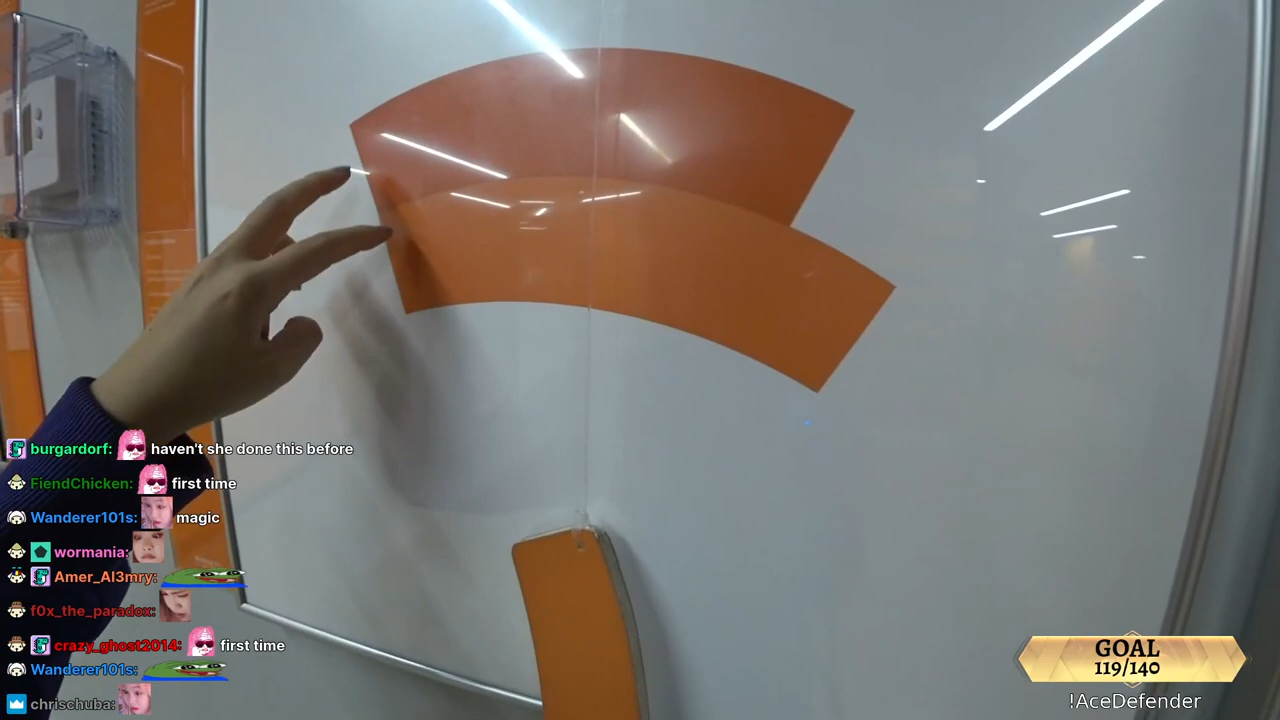 burgardorf: haven't she done this before
FiendChicken: first time
Wanderer101s: magic
wormania:
Amer_Al3mry:
f0x_the_paradox:
crazy_ghost2014: first time
Wanderer101s:
chrischuba:
GOAL
119/140
!AceDefender